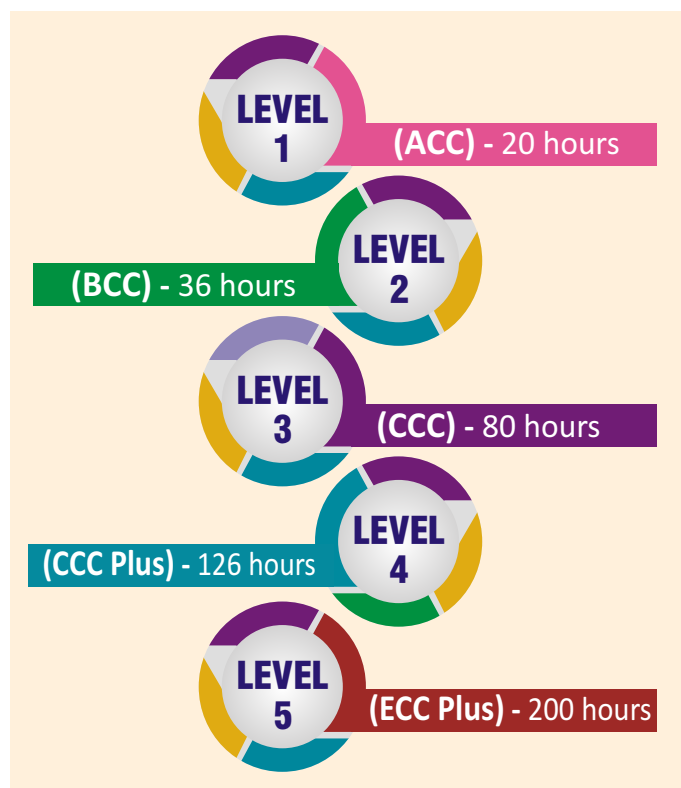 LEVEL
1
(ACC) - 20 hours
LEVEL
2
(BCC) - 36 hours
LEVEL
3
(CCC) - 80 hours
LEVEL
4
(CCC Plus) - 126 hours
LEVEL
5
(ECC Plus) - 200 hours